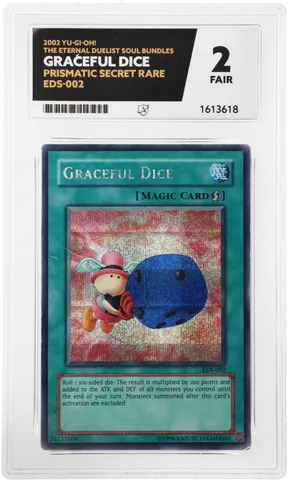 2002 YU-GI-OH!
THE ETERNAL DUELIST SOUL BUNDLES
GRACEFUL DICE
PRISMATIC SECRET RARE
EDS-002
2
FAIR
1613618
GRACEFUL DICE
魔
[MAGIC CARD]
EDS-002
Roll 1 six-sided die. The result is multiplied by 100 points and
added to the ATK and DEF of all monsters you control until
the end of your turn. Monsters summoned after this card's
activation are excluded
©1996 KAZUKI TAKAHASHI